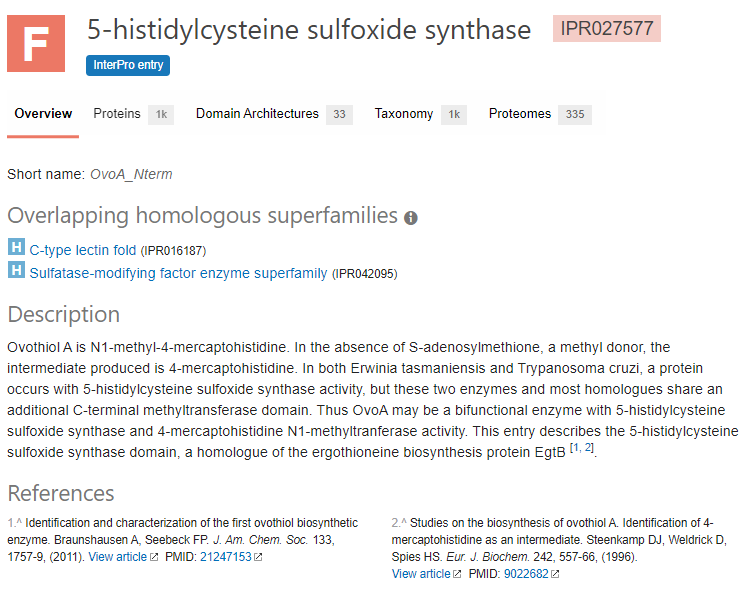 F 5-histidylcysteine sulfoxide synthase IPR027577
InterPro entry
Overview Proteins 1k Domain Architectures 33 Taxonomy 1k Proteomes 335
Short name: OvoA_Nterm
Overlapping homologous superfamilies i
H C-type lectin fold (IPR016187)
H Sulfatase-modifying factor enzyme superfamily (IPR042095)
Description
Ovothiol A is N1-methyl-4-mercaptohistidine. In the absence of S-adenosylmethione, a methyl donor, the
intermediate produced is 4-mercaptohistidine. In both Erwinia tasmaniensis and Trypanosoma cruzi, a protein
occurs with 5-histidylcysteine sulfoxide synthase activity, but these two enzymes and most homologues share an
additional C-terminal methyltransferase domain. Thus OvoA may be a bifunctional enzyme with 5-histidylcysteine
sulfoxide synthase and 4-mercaptohistidine N1-methyltranferase activity. This entry describes the 5-histidylcysteine
sulfoxide synthase domain, a homologue of the ergothioneine biosynthesis protein EgtB [1, 2].
References
1.^ Identification and characterization of the first ovothiol biosynthetic
enzyme. Braunshausen A, Seebeck FP. J. Am. Chem. Soc. 133,
1757-9, (2011). View article PMID: 21247153
2.^ Studies on the biosynthesis of ovothiol A. Identification of 4-
mercaptohistidine as an intermediate. Steenkamp DJ, Weldrick D,
Spies HS. Eur. J. Biochem. 242, 557-66, (1996).
View article PMID: 9022682